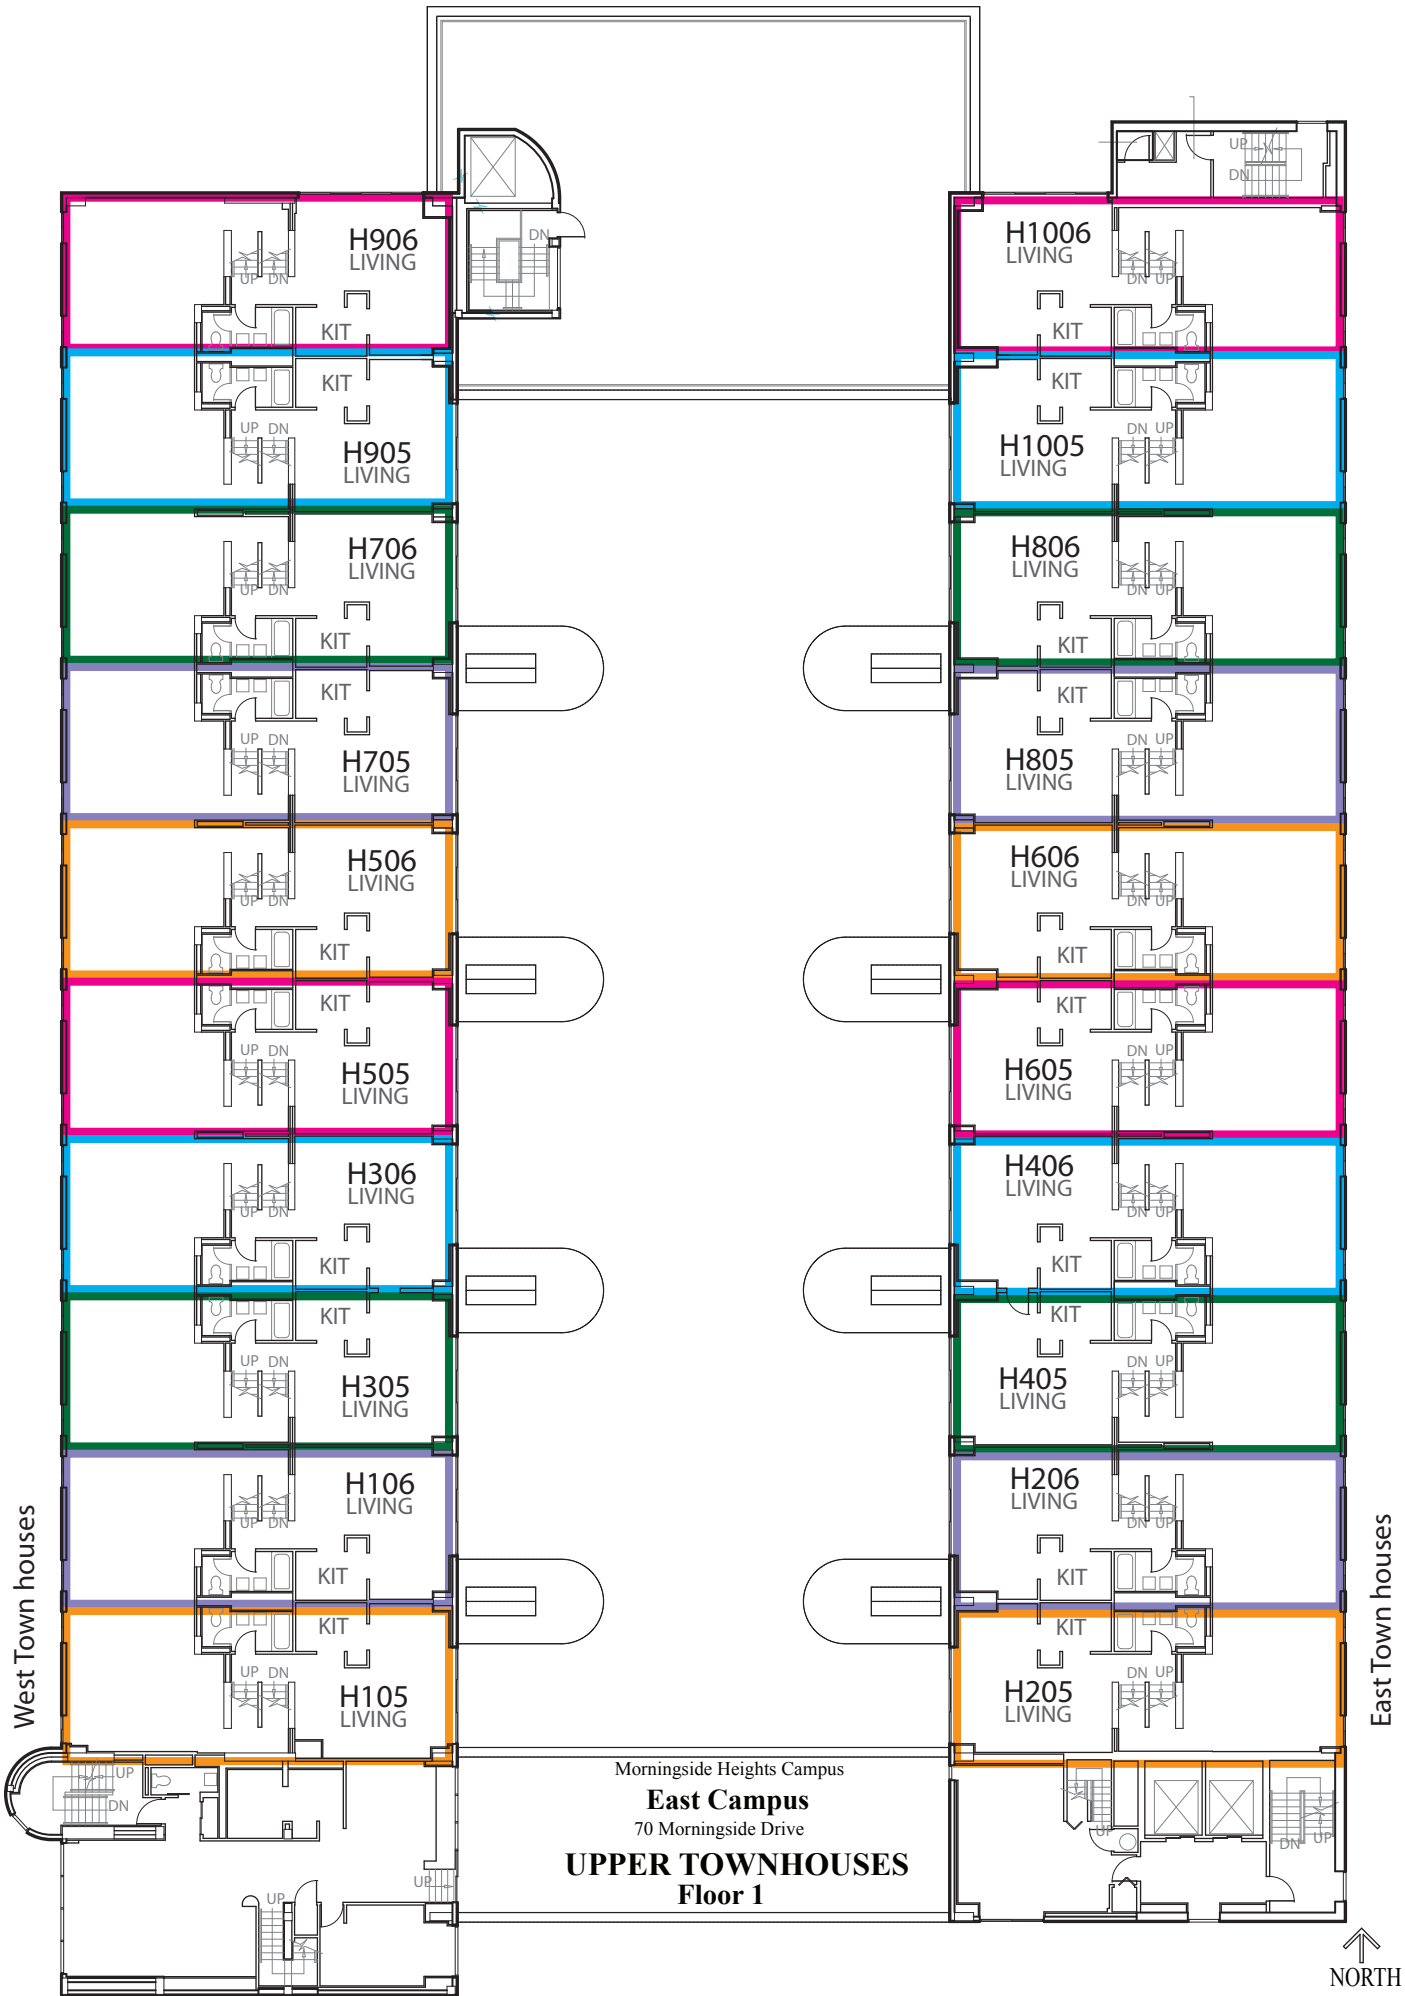 UP
DN
DN
H906
LIVING
UP DN
KIT
H1006
LIVING
DN UP
KIT
KIT
UP DN
H905
LIVING
KIT
DN UP
H1005
LIVING
H706
LIVING
UP DN
KIT
H806
LIVING
DN UP
KIT
KIT
UP DN
H705
LIVING
KIT
DN UP
H805
LIVING
H506
LIVING
UP DN
KIT
H606
LIVING
DN UP
KIT
KIT
UP DN
H505
LIVING
KIT
DN UP
H605
LIVING
H306
LIVING
UP DN
KIT
H406
LIVING
DN UP
KIT
KIT
UP DN
H305
LIVING
KIT
DN UP
H405
LIVING
H106
LIVING
UP DN
KIT
H206
LIVING
DN UP
KIT
KIT
UP DN
H105
LIVING
KIT
DN UP
H205
LIVING
West Town houses
East Town houses
UP
DN
UP
UP
Morningside Heights Campus
East Campus
70 Morningside Drive
UPPER TOWNHOUSES
Floor 1
UP
DN UP
NORTH